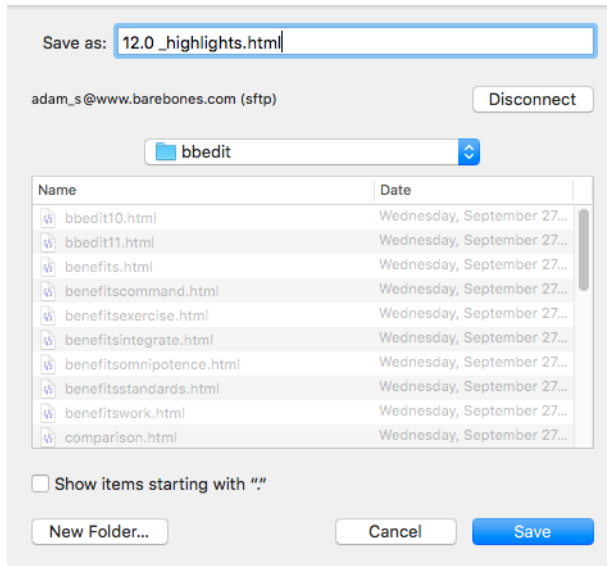 Save as: 12.0 _highlights.html
adam_s@www.barebones.com (sftp) Disconnect
bbedit
Name Date
bbedit10.html Wednesday, September 27...
bbedit11.html Wednesday, September 27...
benefits.html Wednesday, September 27...
benefitscommand.html Wednesday, September 27...
benefitsexercise.html Wednesday, September 27...
benefitsintegrate.html Wednesday, September 27...
benefitsomnipotence.html Wednesday, September 27...
benefitsstandards.html Wednesday, September 27...
benefitswork.html Wednesday, September 27...
comparison.html Wednesday, September 27...
Show items starting with “.”
New Folder... Cancel Save